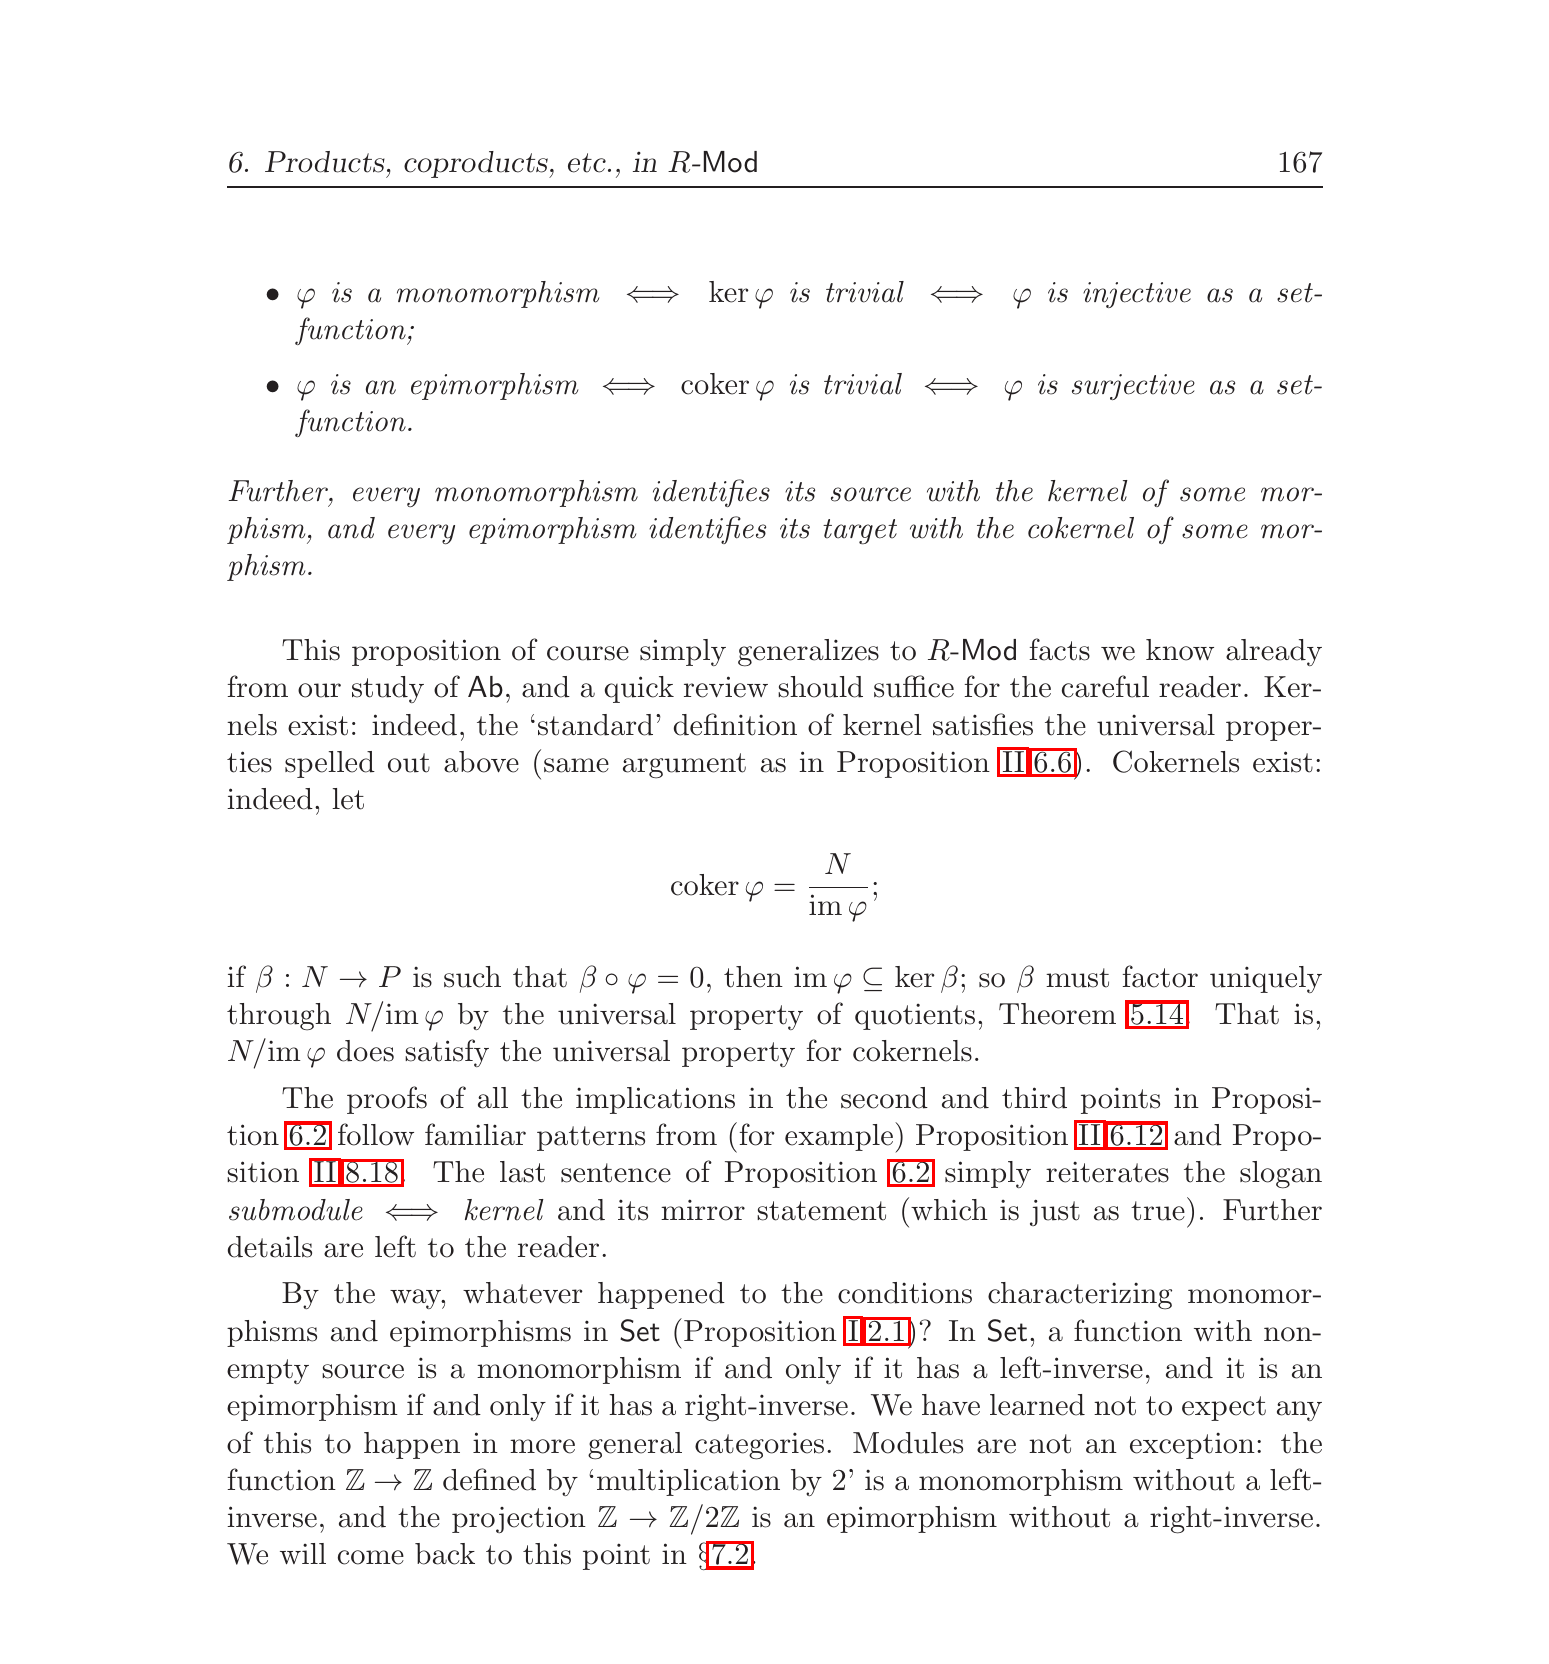 6. Products, coproducts, etc., in R-Mod 167
• φ is a monomorphism ⟺ ker φ is trivial ⟺ φ is injective as a set-
function;
• φ is an epimorphism ⟺ coker φ is trivial ⟺ φ is surjective as a set-
function.
Further, every monomorphism identifies its source with the kernel of some mor-
phism, and every epimorphism identifies its target with the cokernel of some mor-
phism.
This proposition of course simply generalizes to R-Mod facts we know already
from our study of Ab, and a quick review should suffice for the careful reader. Ker-
nels exist: indeed, the ‘standard’ definition of kernel satisfies the universal proper-
ties spelled out above (same argument as in Proposition II.6.6). Cokernels exist:
indeed, let
coker φ = N / im φ;
if β : N → P is such that β ∘ φ = 0, then im φ ⊆ ker β; so β must factor uniquely
through N/im φ by the universal property of quotients, Theorem 5.14. That is,
N/im φ does satisfy the universal property for cokernels.
The proofs of all the implications in the second and third points in Proposi-
tion 6.2 follow familiar patterns from (for example) Proposition II.6.12 and Propo-
sition II.8.18. The last sentence of Proposition 6.2 simply reiterates the slogan
submodule ⟺ kernel and its mirror statement (which is just as true). Further
details are left to the reader.
By the way, whatever happened to the conditions characterizing monomor-
phisms and epimorphisms in Set (Proposition I.2.1)? In Set, a function with non-
empty source is a monomorphism if and only if it has a left-inverse, and it is an
epimorphism if and only if it has a right-inverse. We have learned not to expect any
of this to happen in more general categories. Modules are not an exception: the
function ℤ → ℤ defined by ‘multiplication by 2’ is a monomorphism without a left-
inverse, and the projection ℤ → ℤ/2ℤ is an epimorphism without a right-inverse.
We will come back to this point in §7.2.